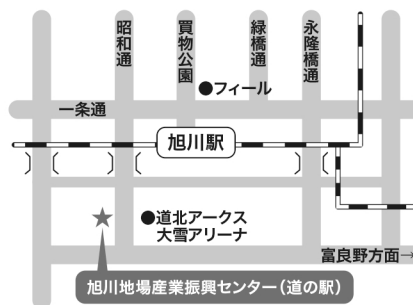 昭和通
買物公園
緑橋通
永隆橋通
●フィール
一条通
旭川駅
●道北アークス
大雪アリーナ
富良野方面→
旭川地場産業振興センター（道の駅）